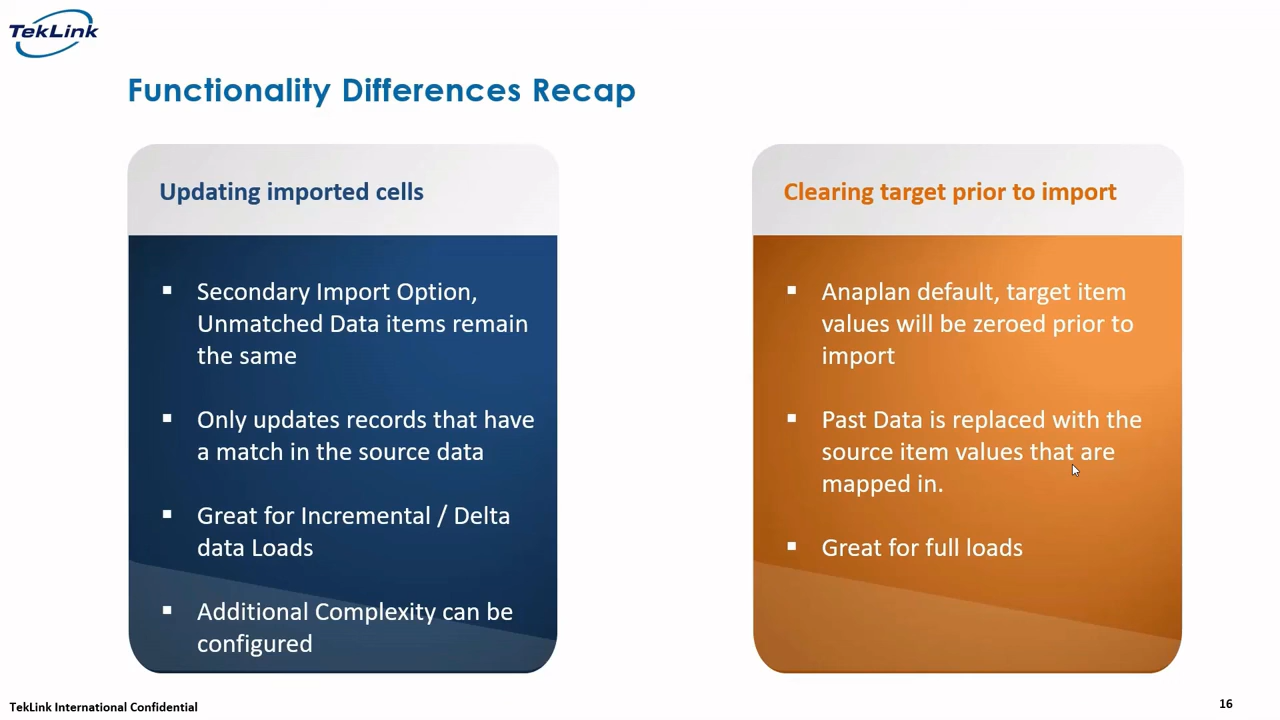 TekLink
Functionality Differences Recap
Updating imported cells
▪ Secondary Import Option,
Unmatched Data items remain
the same
▪ Only updates records that have
a match in the source data
▪ Great for Incremental / Delta
data Loads
▪ Additional Complexity can be
configured
Clearing target prior to import
▪ Anaplan default, target item
values will be zeroed prior to
import
▪ Past Data is replaced with the
source item values that are
mapped in.
▪ Great for full loads
TekLink International Confidential
16